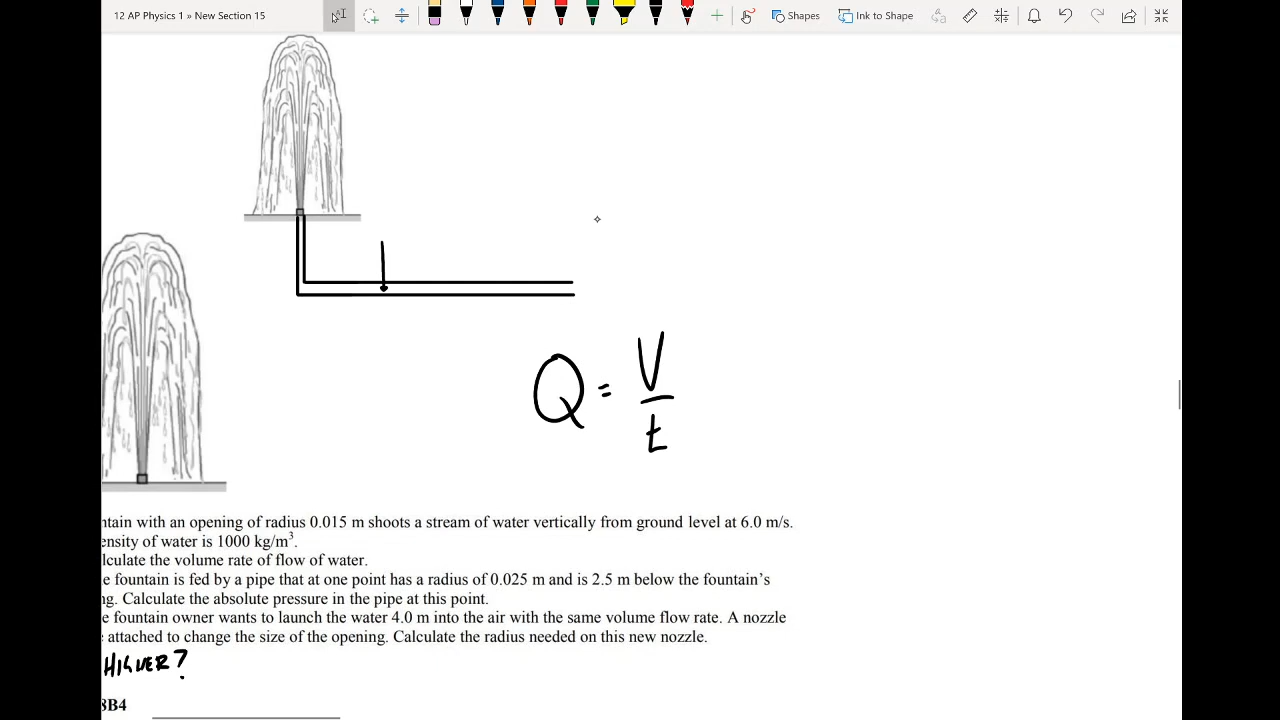 12 AP Physics 1 » New Section 15
Shapes
Ink to Shape
Q = V/t
ntain with an opening of radius 0.015 m shoots a stream of water vertically from ground level at 6.0 m/s.
ensity of water is 1000 kg/m³.
lculate the volume rate of flow of water.
e fountain is fed by a pipe that at one point has a radius of 0.025 m and is 2.5 m below the fountain’s
ng. Calculate the absolute pressure in the pipe at this point.
e fountain owner wants to launch the water 4.0 m into the air with the same volume flow rate. A nozzle
attached to change the size of the opening. Calculate the radius needed on this new nozzle.
HIGHER?
8B4